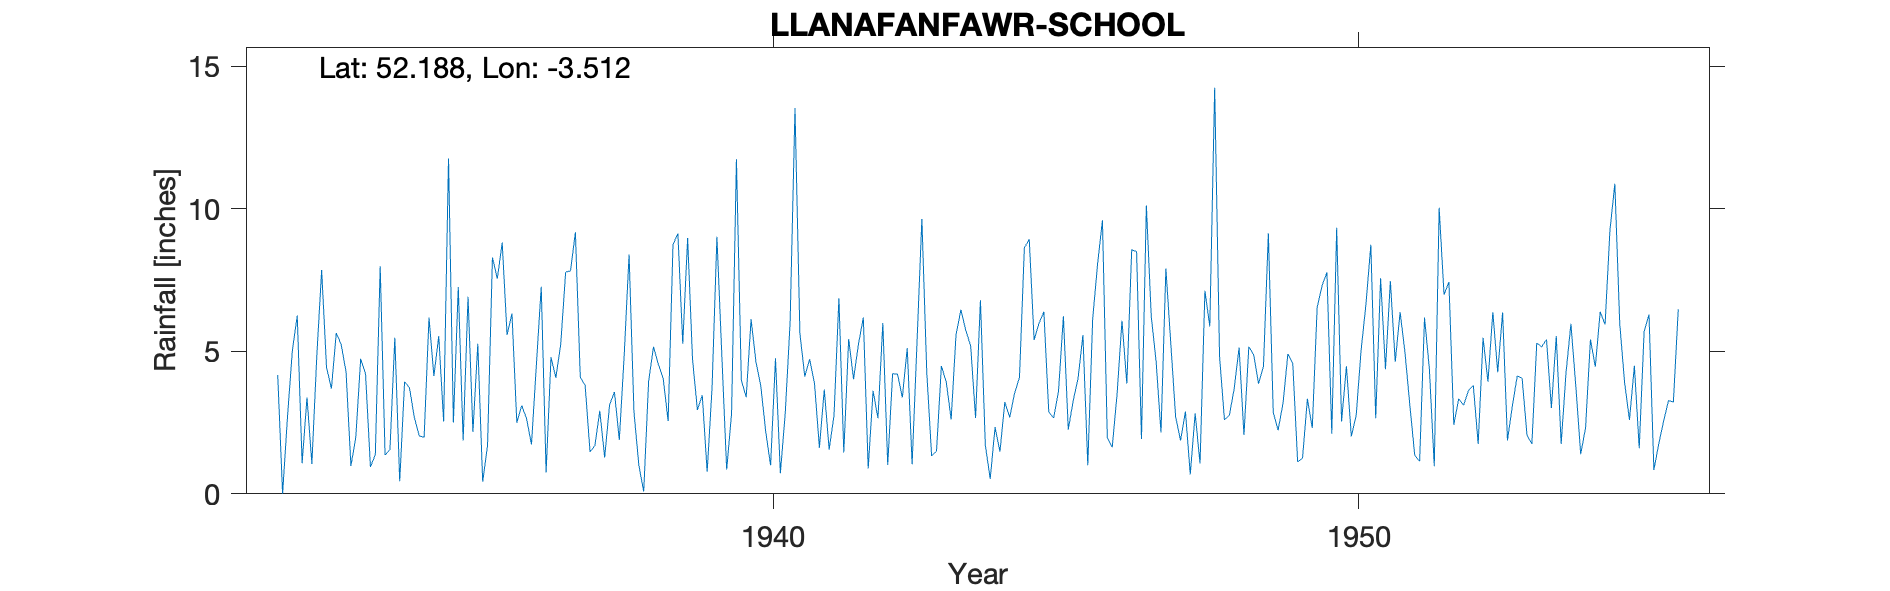 LLANAFANFAWR-SCHOOL
Lat: 52.188, Lon: -3.512
15
10
5
0
Rainfall [inches]
1940
1950
Year